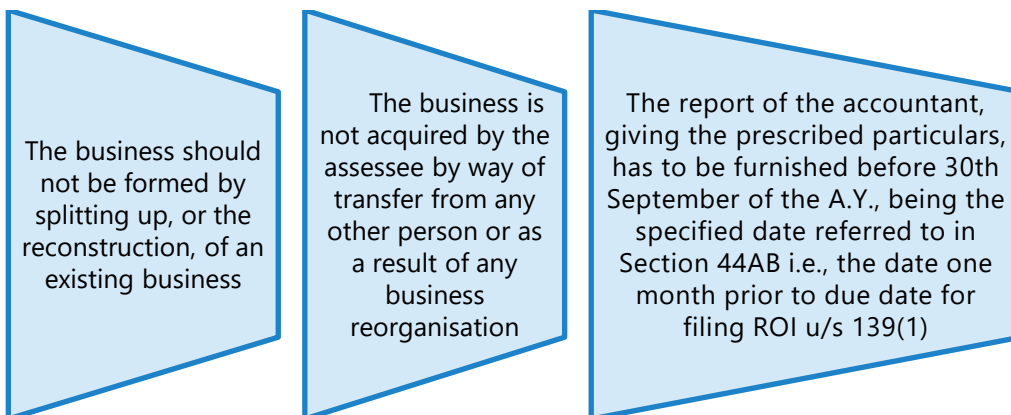 The business should
not be formed by
splitting up, or the
reconstruction, of an
existing business
The business is
not acquired by the
assessee by way of
transfer from any
other person or as
a result of any
business
reorganisation
The report of the accountant,
giving the prescribed particulars,
has to be furnished before 30th
September of the A.Y., being the
specified date referred to in
Section 44AB i.e., the date one
month prior to due date for
filing ROI u/s 139(1)